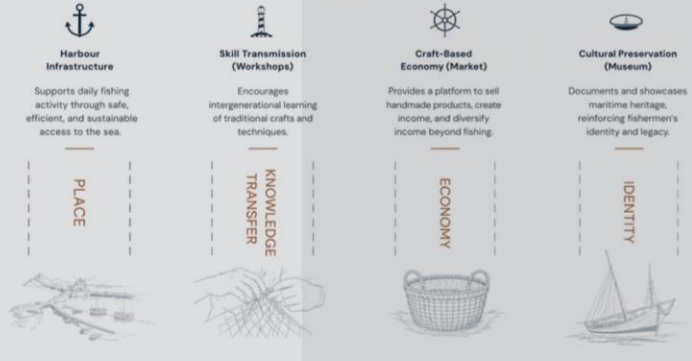 Harbour
Infrastructure
Supports daily fishing
activity through safe,
efficient, and sustainable
access to the sea.
PLACE
Skill Transmission
(Workshops)
Encourages
intergenerational learning
of traditional crafts and
techniques.
KNOWLEDGE
TRANSFER
Craft-Based
Economy (Market)
Provides a platform to sell
handmade products, create
income, and diversify
income beyond fishing.
ECONOMY
Cultural Preservation
(Museum)
Documents and showcases
maritime heritage,
reinforcing fishermen's
identity and legacy.
IDENTITY